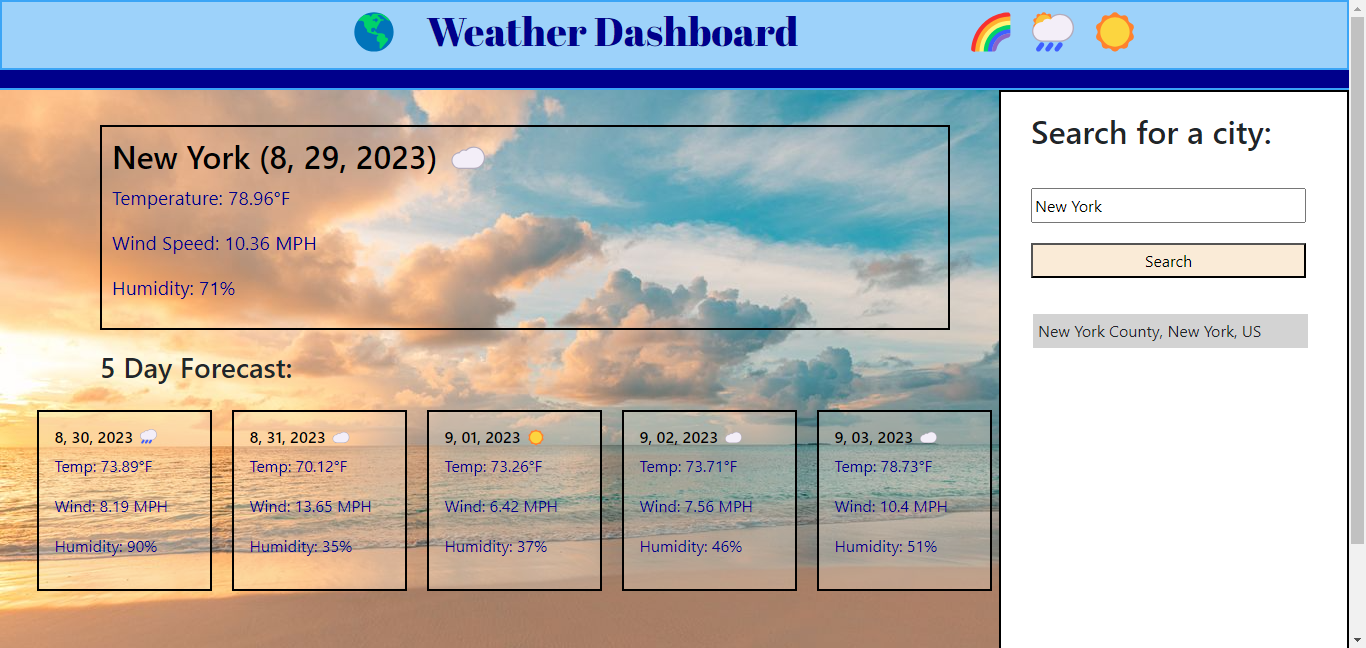 Weather Dashboard
New York (8, 29, 2023)
Temperature: 78.96°F
Wind Speed: 10.36 MPH
Humidity: 71%
5 Day Forecast:
8, 30, 2023
Temp: 73.89°F
Wind: 8.19 MPH
Humidity: 90%
8, 31, 2023
Temp: 70.12°F
Wind: 13.65 MPH
Humidity: 35%
9, 01, 2023
Temp: 73.26°F
Wind: 6.42 MPH
Humidity: 37%
9, 02, 2023
Temp: 73.71°F
Wind: 7.56 MPH
Humidity: 46%
9, 03, 2023
Temp: 78.73°F
Wind: 10.4 MPH
Humidity: 51%
Search for a city:
New York
Search
New York County, New York, US